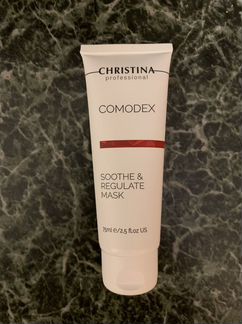 CHRISTINA
professional
COMODEX
SOOTHE &
REGULATE
MASK
75ml e/2.5 fl.oz US